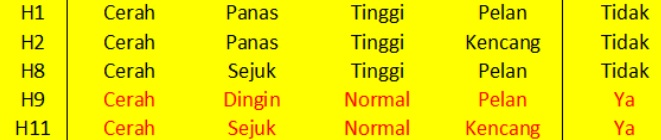 H1 Cerah Panas Tinggi Pelan Tidak
H2 Cerah Panas Tinggi Kencang Tidak
H8 Cerah Sejuk Tinggi Pelan Tidak
H9 Cerah Dingin Normal Pelan Ya
H11 Cerah Sejuk Normal Kencang Ya